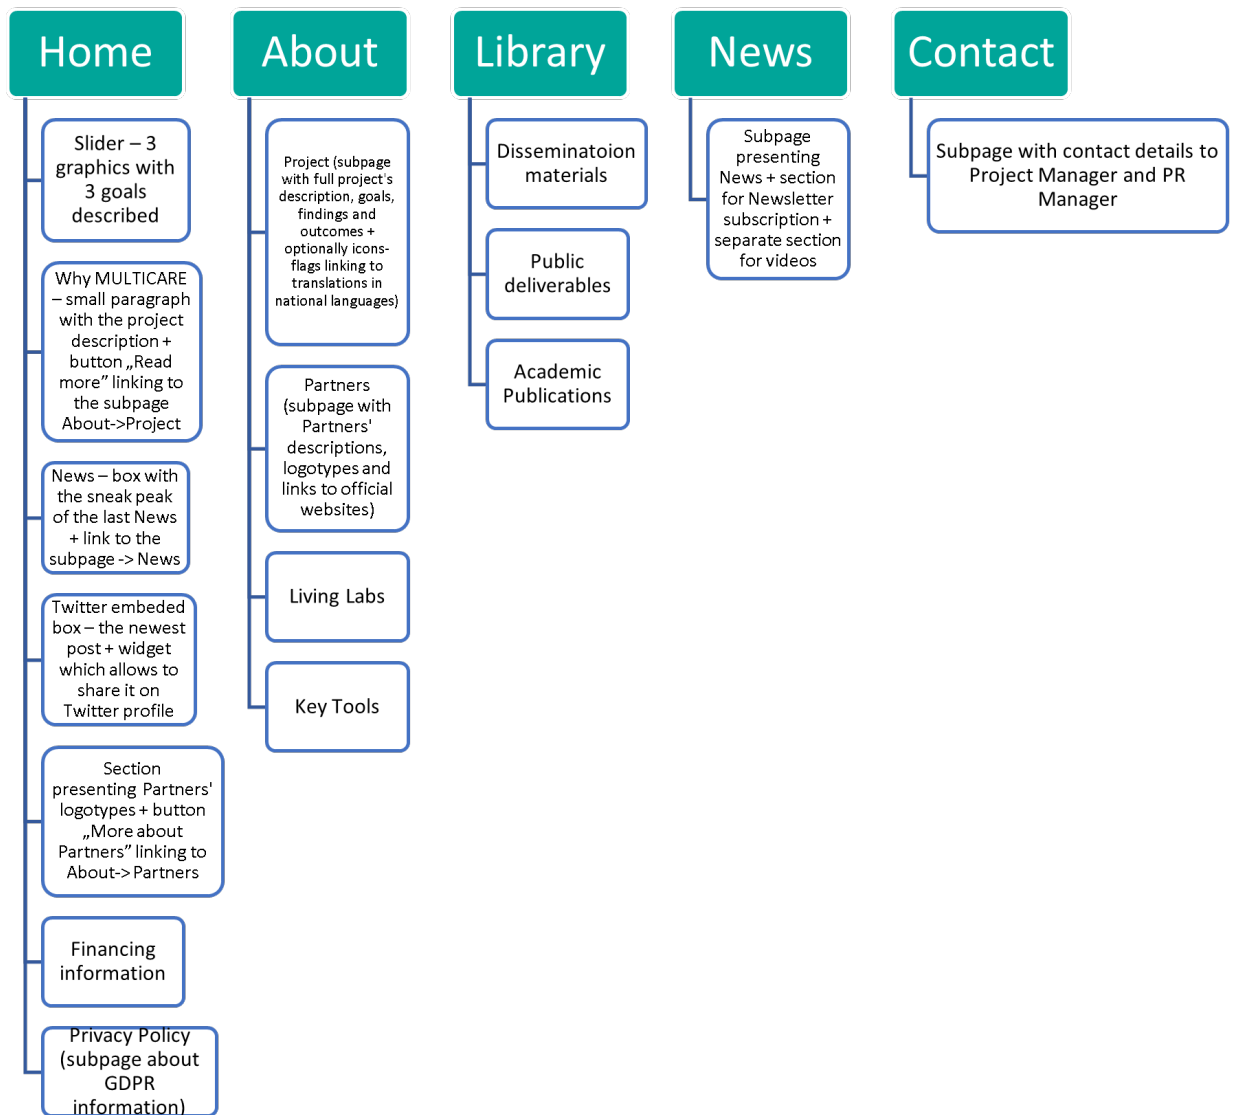 Home
Slider – 3
graphics with
3 goals
described
Why MULTICARE
– small paragraph
with the project
description +
button „Read
more” linking to
the subpage
About->Project
News – box with
the sneak peak
of the last News
+ link to the
subpage -> News
Twitter embeded
box – the newest
post + widget
which allows to
share it on
Twitter profile
Section
presenting Partners'
logotypes + button
„More about
Partners” linking to
About-> Partners
Financing
information
Privacy Policy
(subpage about
GDPR
information)
About
Project (subpage
with full project's
description, goals,
findings and
outcomes +
optionally icons-
flags linking to
translations in
national languages)
Partners
(subpage with
Partners'
descriptions,
logotypes and
links to official
websites)
Living Labs
Key Tools
Library
Disseminatoion
materials
Public
deliverables
Academic
Publications
News
Subpage
presenting
News + section
for Newsletter
subscription +
separate section
for videos
Contact
Subpage with contact details to
Project Manager and PR
Manager